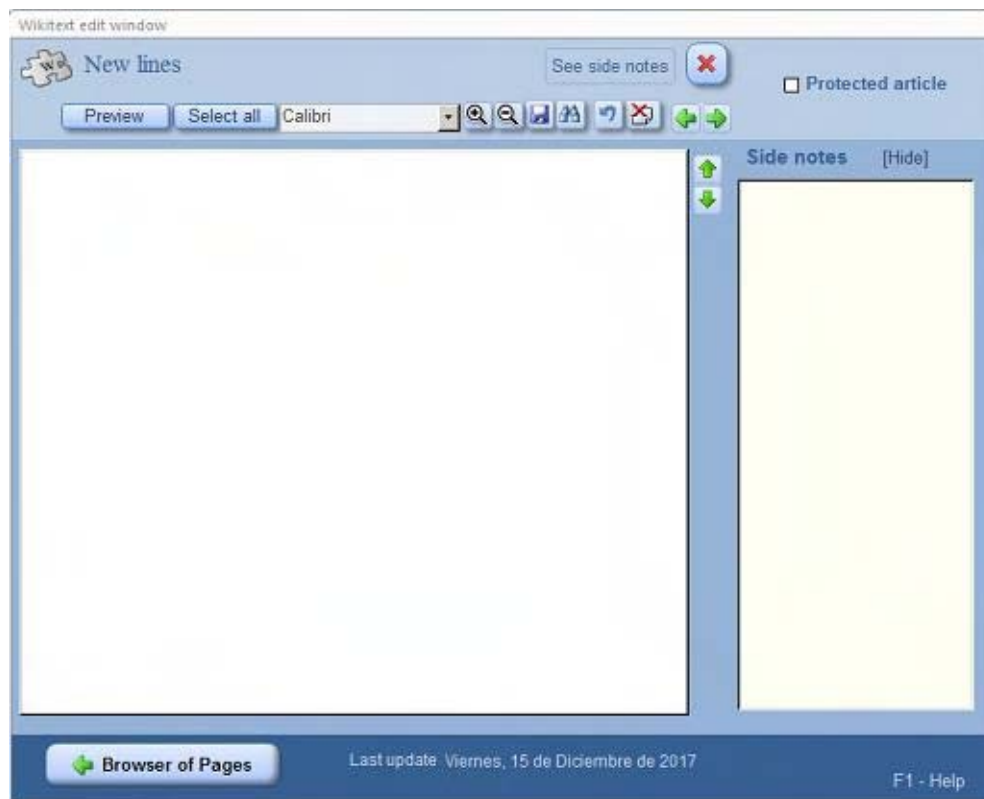 Wikitext edit window
New lines
See side notes
Protected article
Preview Select all Calibri
Side notes [Hide]
Browser of Pages
Last update Viernes, 15 de Diciembre de 2017
F1 - Help